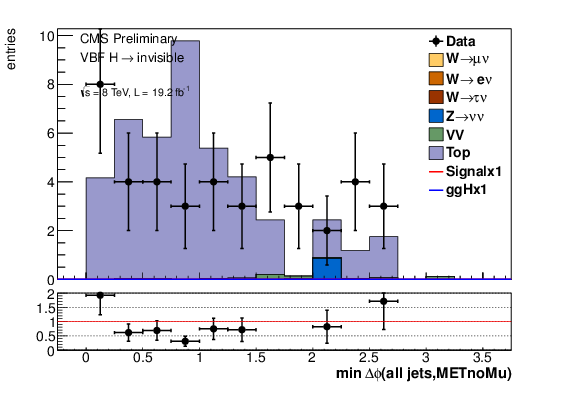 entries
10
8
6
4
2
0
CMS Preliminary
VBF H → invisible
√s = 8 TeV, L = 19.2 fb⁻¹
Data
W→μν
W→ eν
W→τν
Z→νν
VV
Top
Signalx1
ggHx1
2
1.5
1
0.5
0
0 0.5 1 1.5 2 2.5 3 3.5
min Δϕ(all jets,METnoMu)